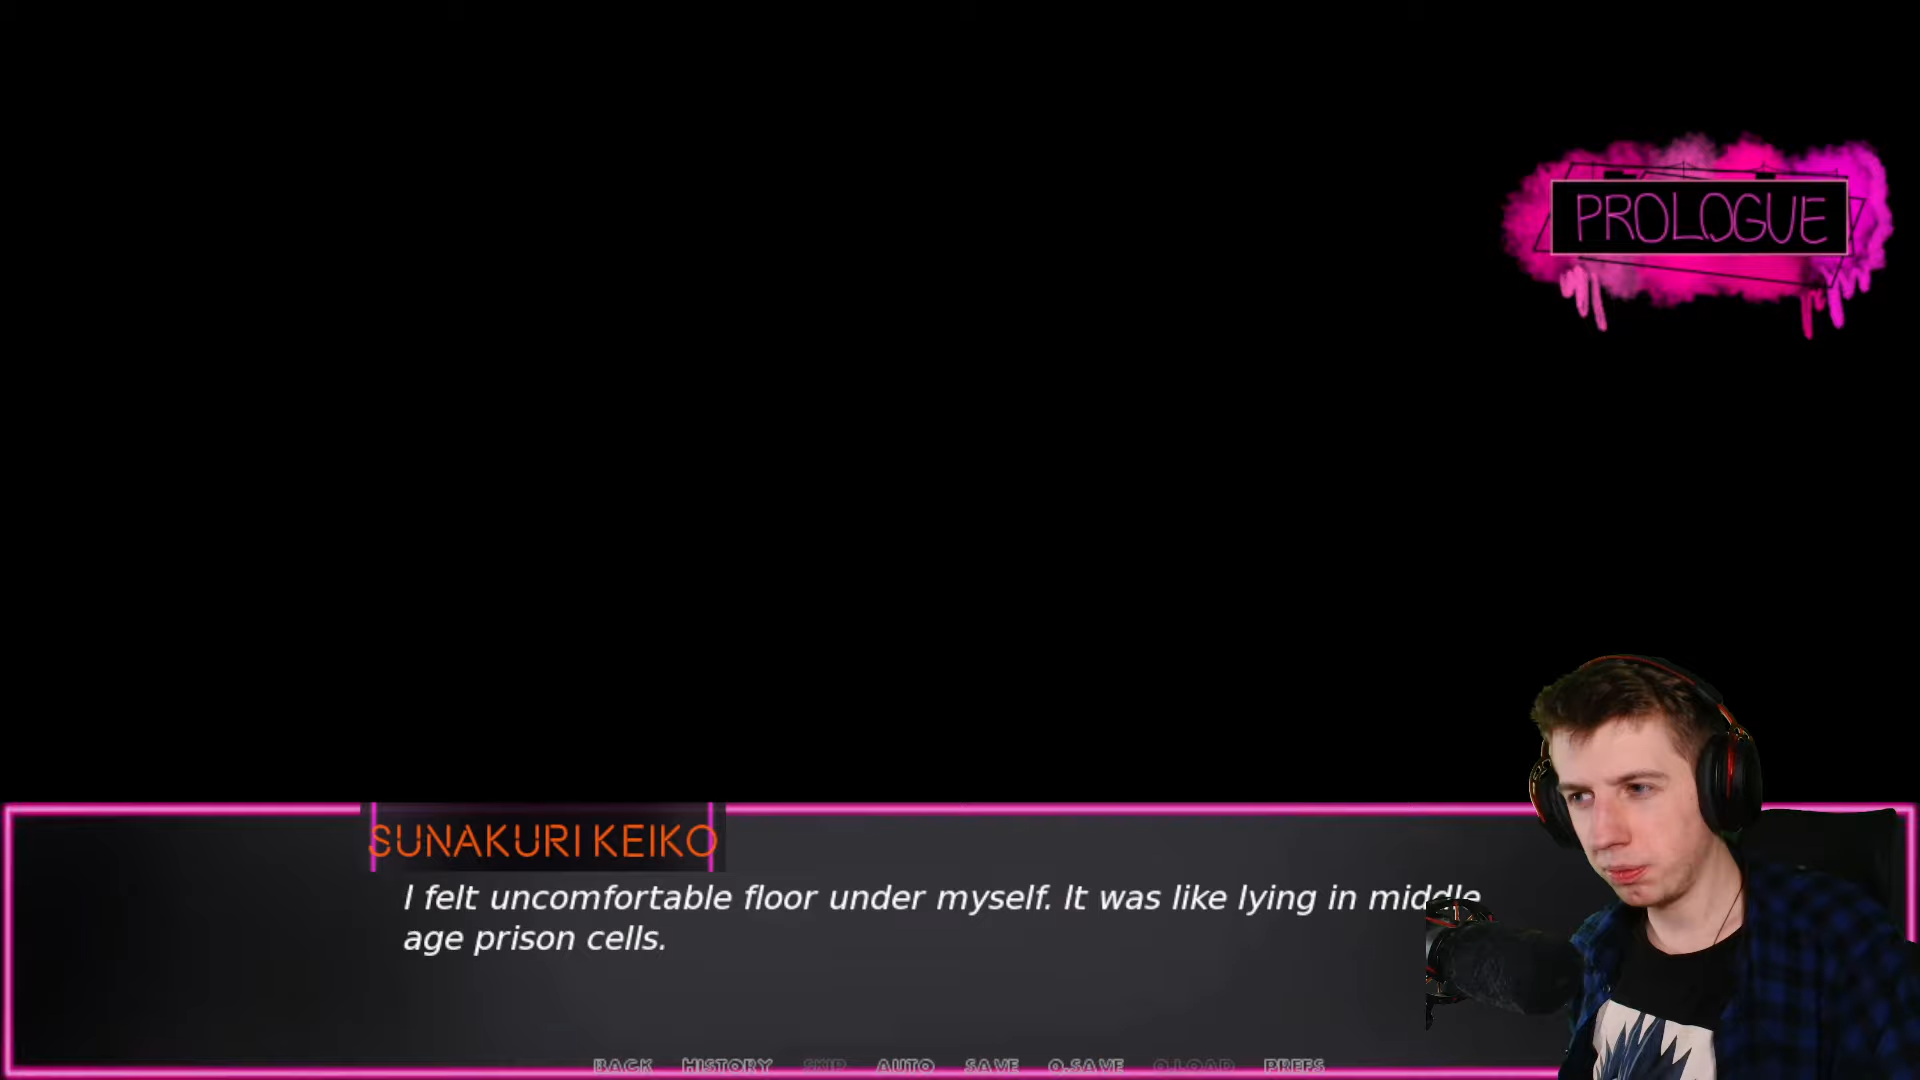 PROLOGUE
SUNAKURI KEIKO
I felt uncomfortable floor under myself. It was like lying in middle
age prison cells.
BACK HISTORY SKIP AUTO SAVE Q.SAVE Q.LOAD PREFS